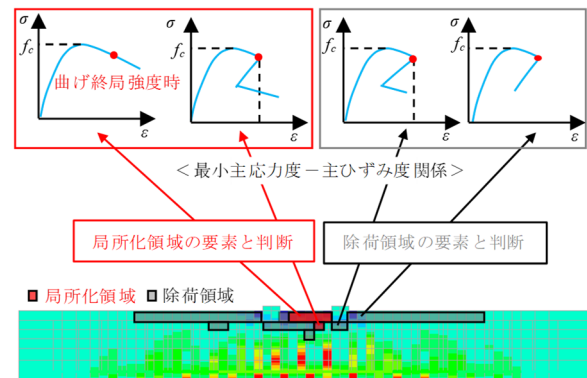 σ
f_c
曲げ終局強度時
ε
σ
f_c
ε
σ
f_c
ε
σ
f_c
ε
＜最小主応力度－主ひずみ度関係＞
局所化領域の要素と判断
除荷領域の要素と判断
局所化領域 除荷領域